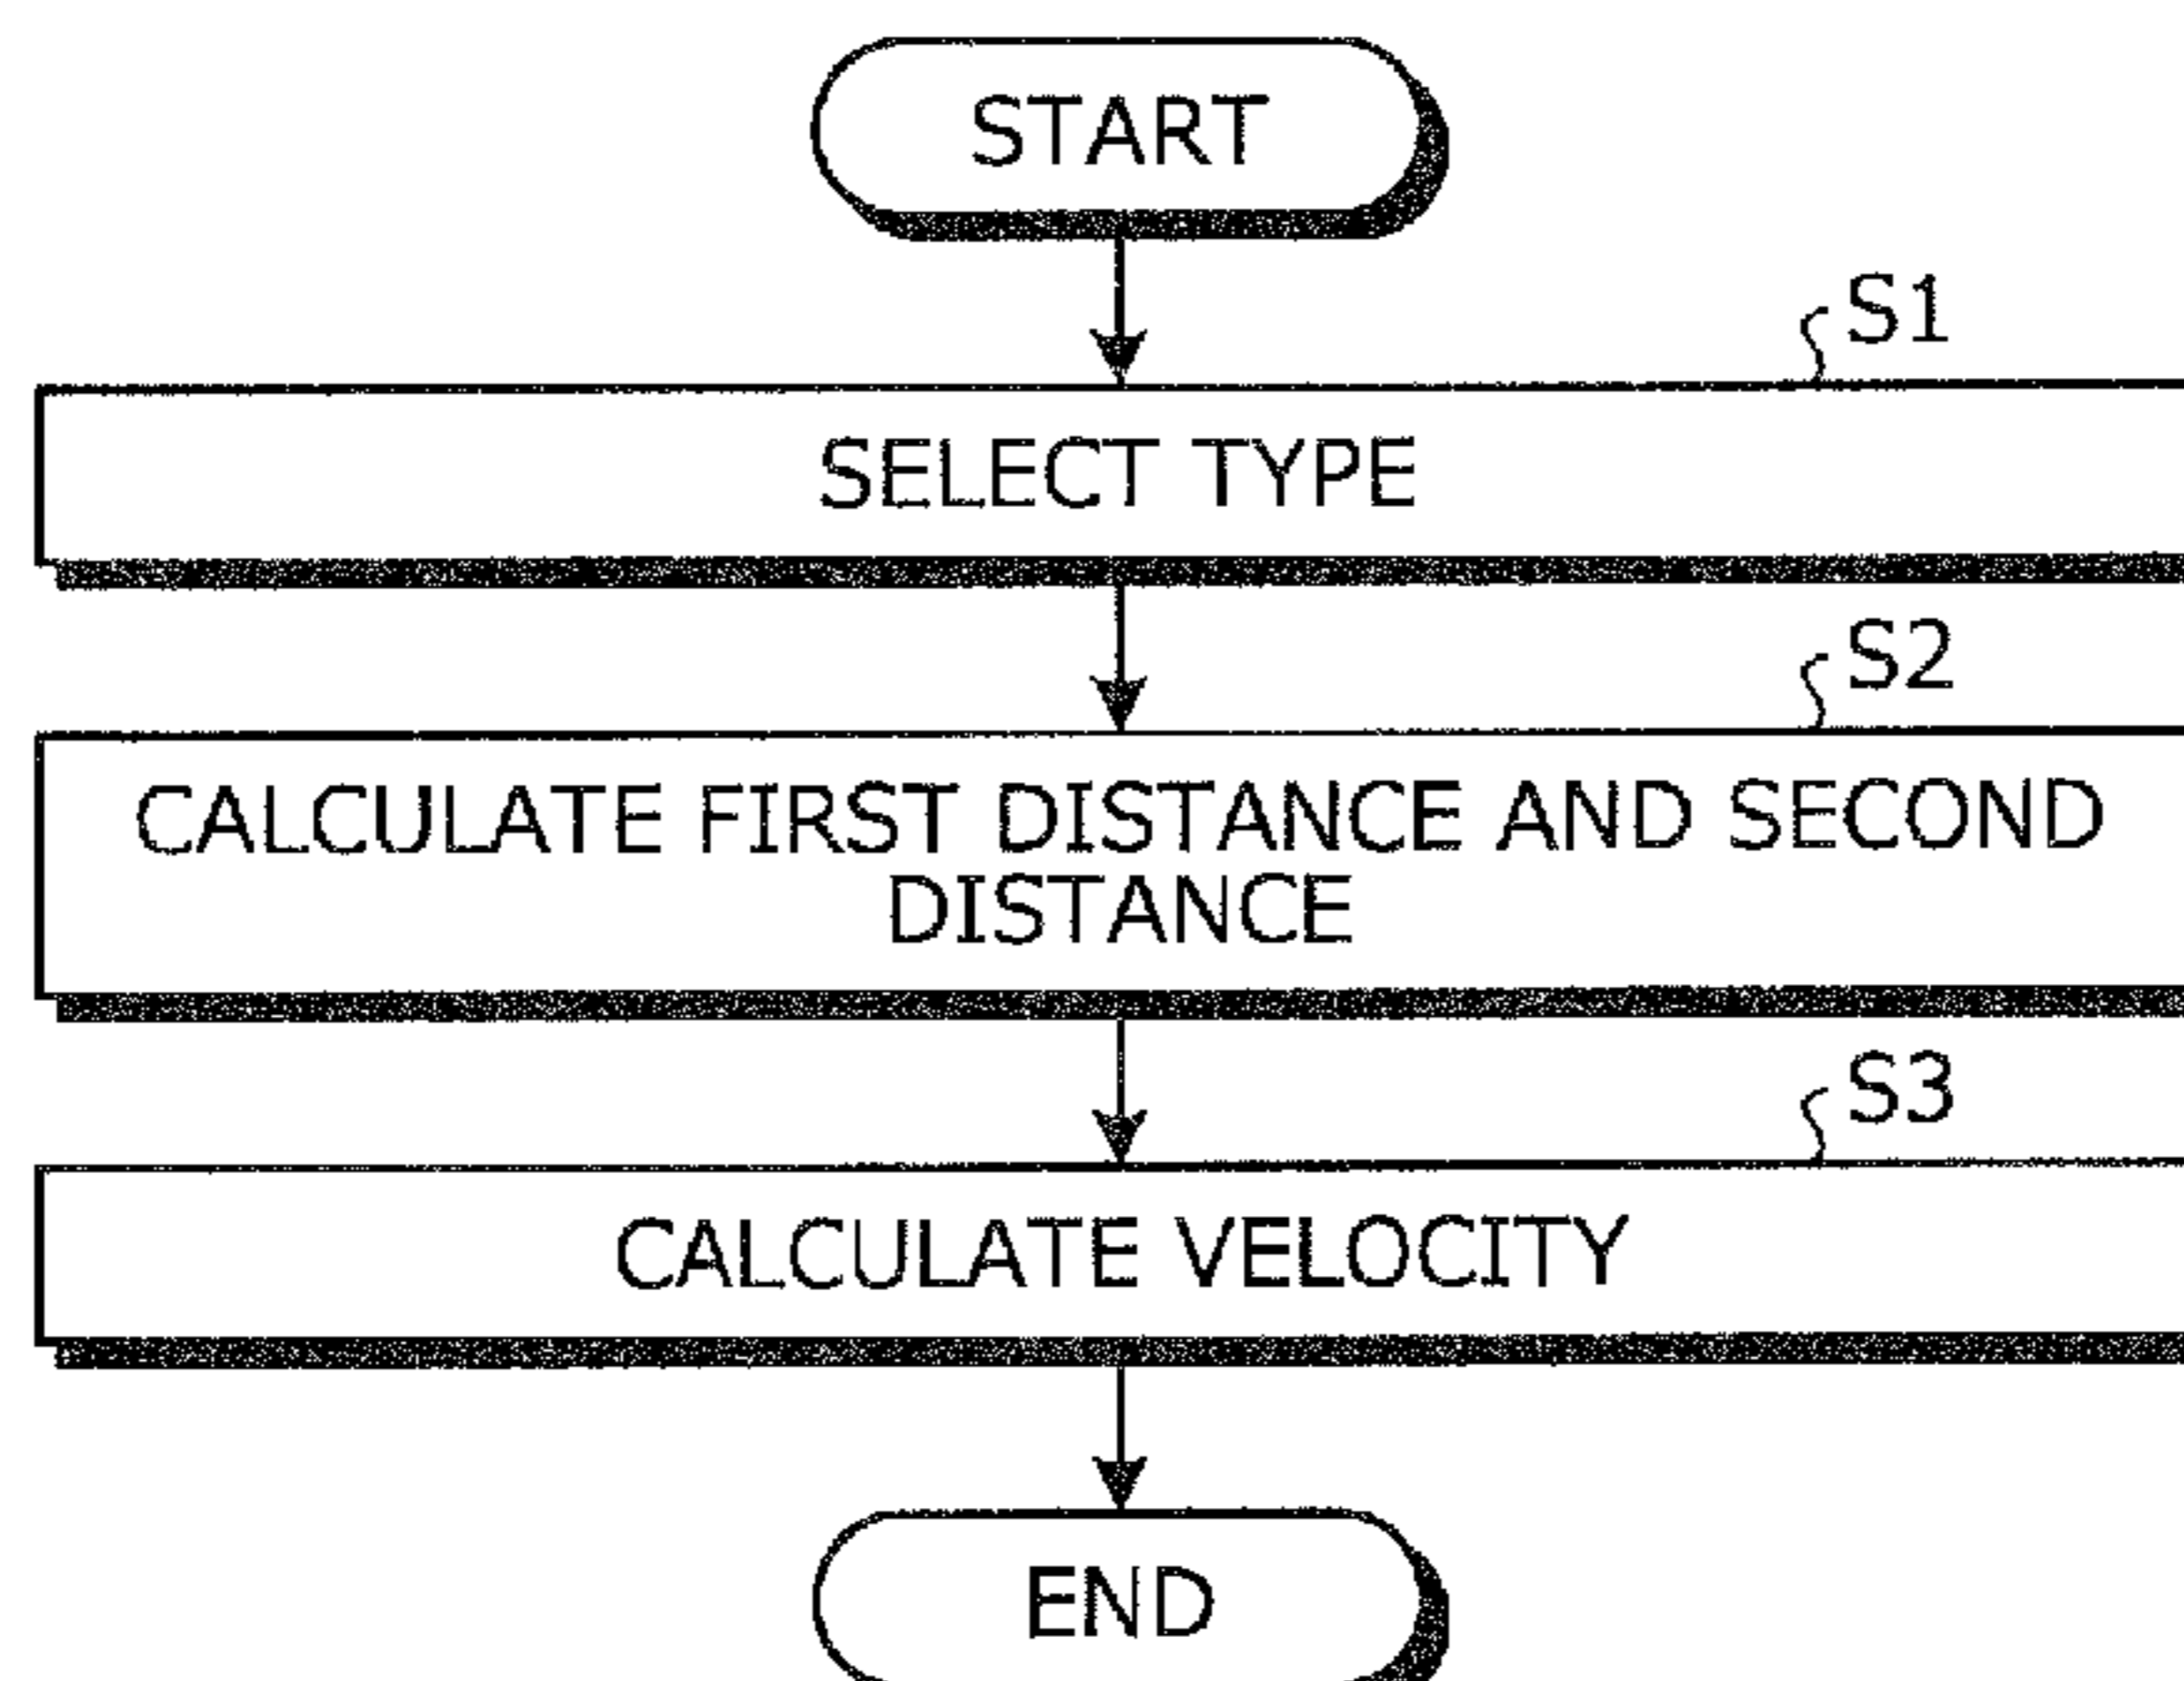 START
S1
SELECT TYPE
S2
CALCULATE FIRST DISTANCE AND SECOND
DISTANCE
S3
CALCULATE VELOCITY
END